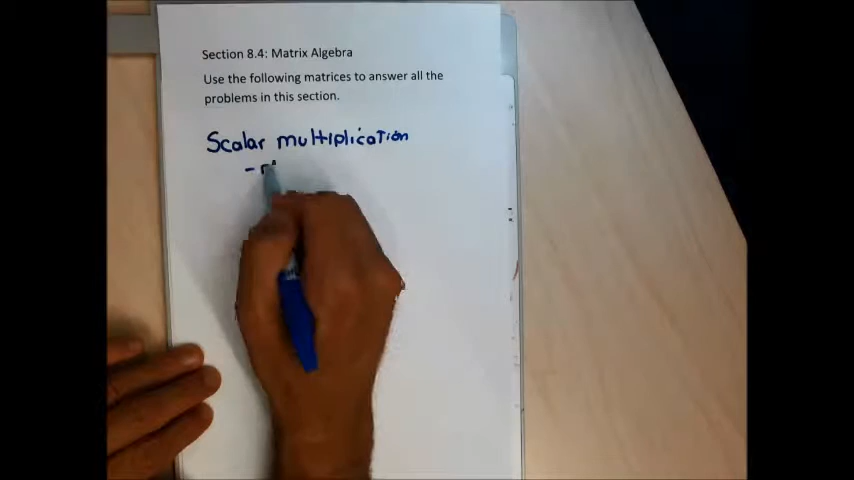 Section 8.4: Matrix Algebra
Use the following matrices to answer all the
problems in this section.
Scalar multiplication
-